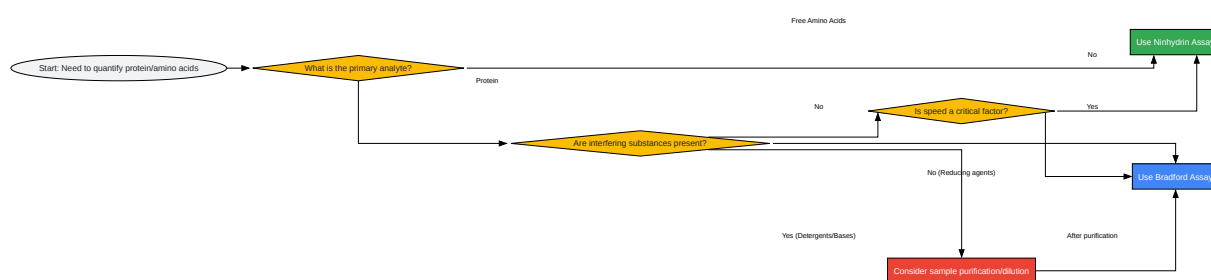 Free Amino Acids
Use Ninhydrin Assay
No
Start: Need to quantify protein/amino acids
What is the primary analyte?
Protein
No
Is speed a critical factor?
Yes
Are interfering substances present?
No (Reducing agents)
Use Bradford Assay
Yes (Detergents/Bases)
After purification
Consider sample purification/dilution